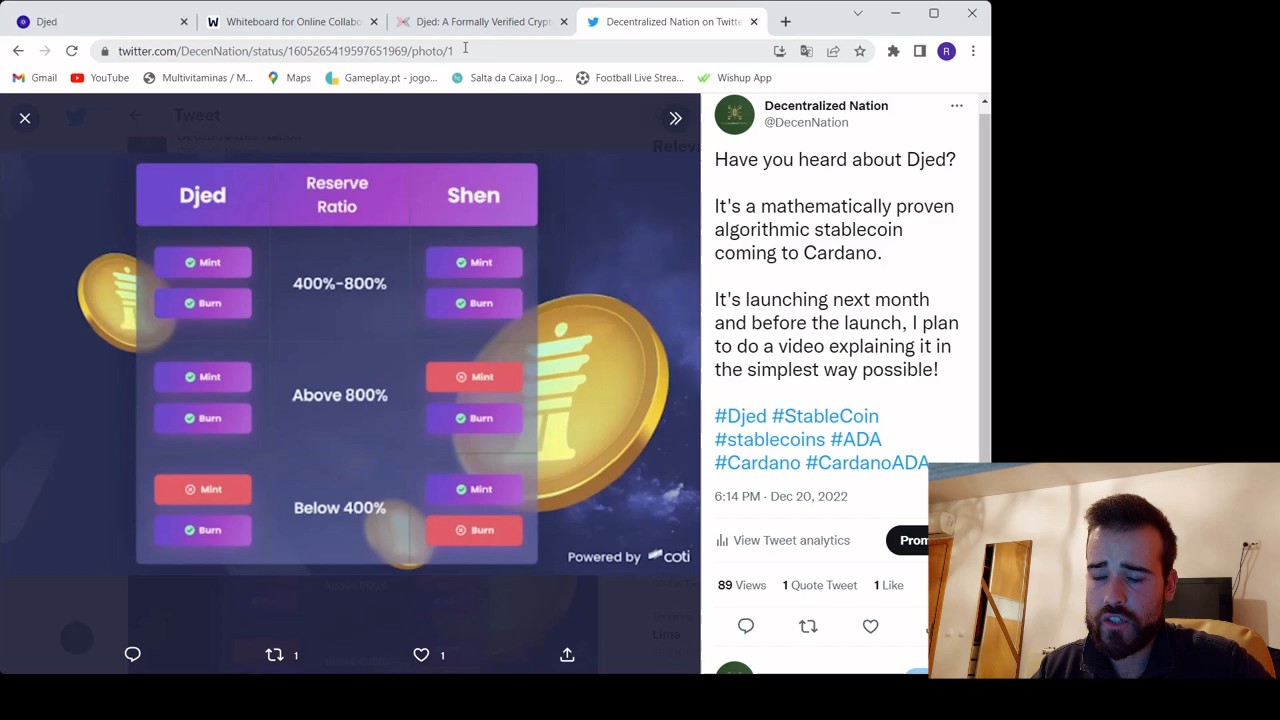 Djed
Whiteboard for Online Collabo
Djed: A Formally Verified Crypt
Decentralized Nation on Twitte
twitter.com/DecenNation/status/1605265419597651969/photo/1
R
Gmail
YouTube
Multivitaminas / M...
Maps
Gameplay.pt - jogo...
Salta da Caixa | Jog...
Football Live Strea...
Wishup App
Tweet
Releva
Djed
Reserve
Ratio
Shen
Mint
Burn
400%-800%
Mint
Burn
Mint
Burn
Above 800%
Mint
Burn
Mint
Burn
Below 400%
Mint
Burn
Powered by coti
Lima
1
1
Decentralized Nation
@DecenNation
Have you heard about Djed?
It's a mathematically proven
algorithmic stablecoin
coming to Cardano.
It's launching next month
and before the launch, I plan
to do a video explaining it in
the simplest way possible!
#Djed #StableCoin
#stablecoins #ADA
#Cardano #CardanoADA
6:14 PM · Dec 20, 2022
View Tweet analytics
Prom
89 Views
1 Quote Tweet
1 Like